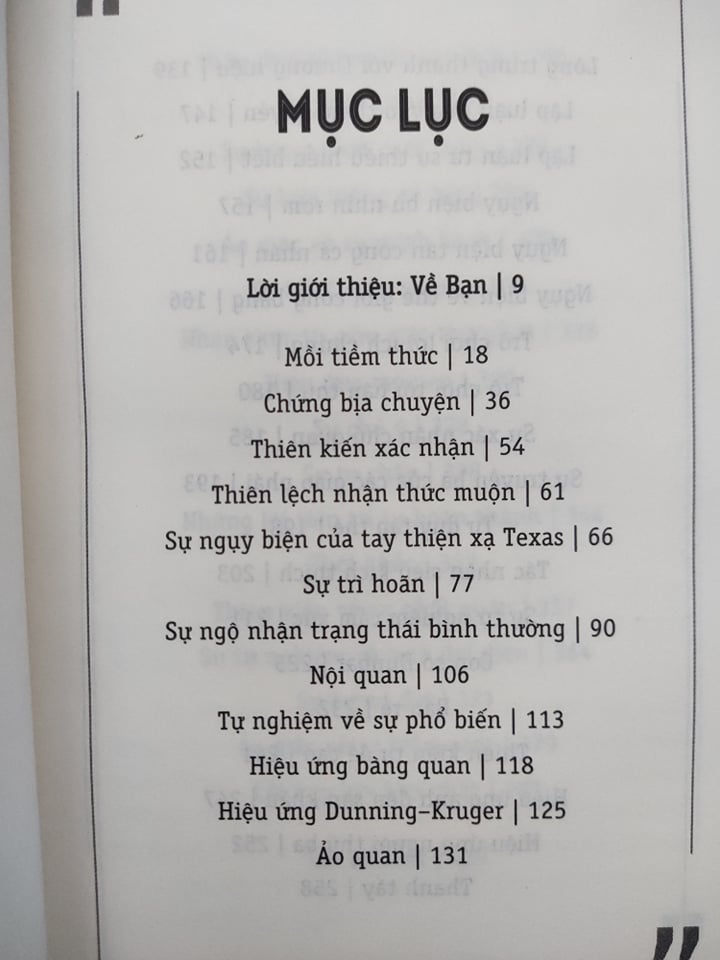 MỤC LỤC
Lời giới thiệu: Về Bạn | 9
Mồi tiềm thức | 18
Chứng bịa chuyện | 36
Thiên kiến xác nhận | 54
Thiên lệch nhận thức muộn | 61
Sự ngụy biện của tay thiện xạ Texas | 66
Sự trì hoãn | 77
Sự ngộ nhận trạng thái bình thường | 90
Nội quan | 106
Tự nghiệm về sự phổ biến | 113
Hiệu ứng bàng quan | 118
Hiệu ứng Dunning–Kruger | 125
Ảo quan | 131